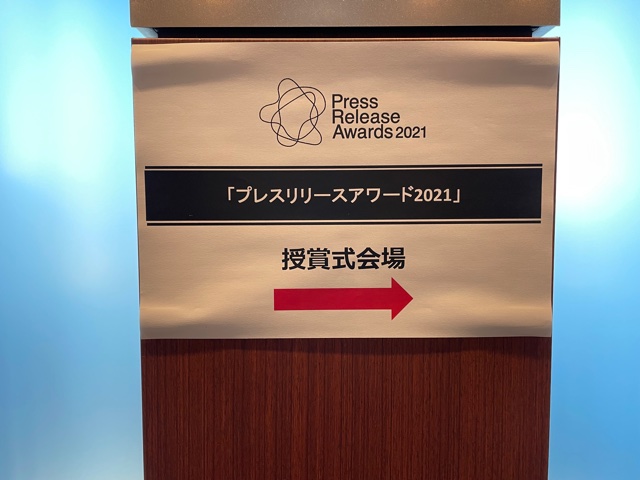 Press
Release
Awards 2021
「プレスリリースアワード2021」
授賞式会場